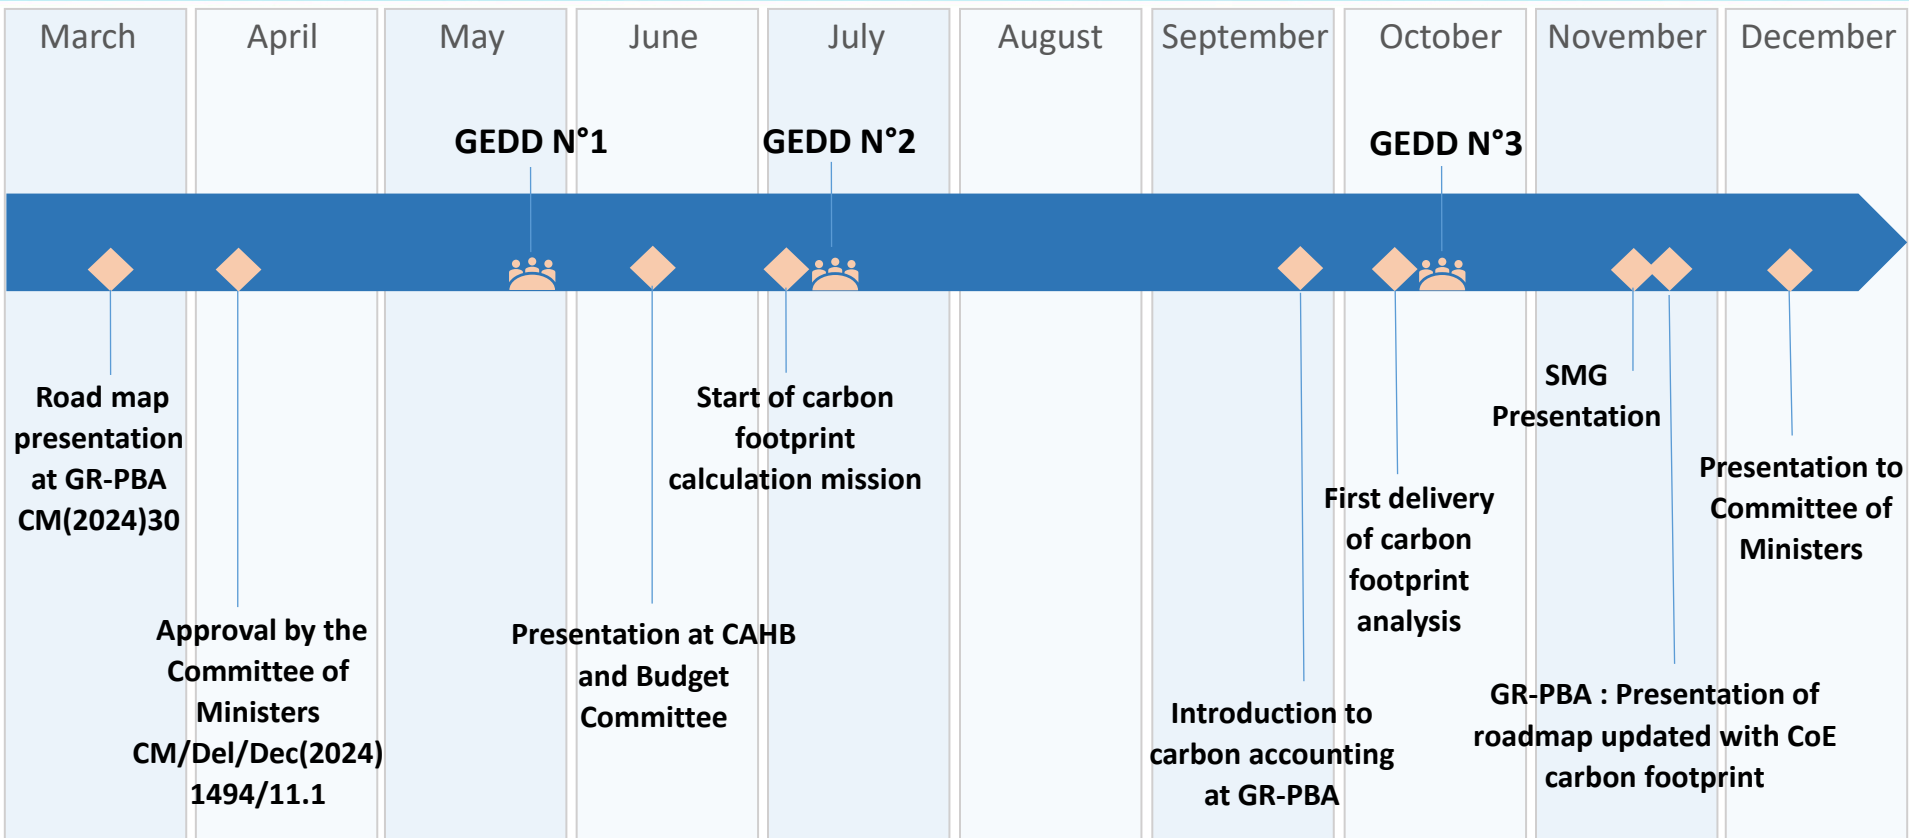 March
April
May
June
July
August
September
October
November
December
GEDD N°1
GEDD N°2
GEDD N°3
Road map
presentation
at GR-PBA
CM(2024)30
Approval by the
Committee of
Ministers
CM/Del/Dec(2024)
1494/11.1
Presentation at CAHB
and Budget
Committee
Start of carbon
footprint
calculation mission
Introduction to
carbon accounting
at GR-PBA
First delivery
of carbon
footprint
analysis
SMG
Presentation
GR-PBA : Presentation of
roadmap updated with CoE
carbon footprint
Presentation to
Committee of
Ministers